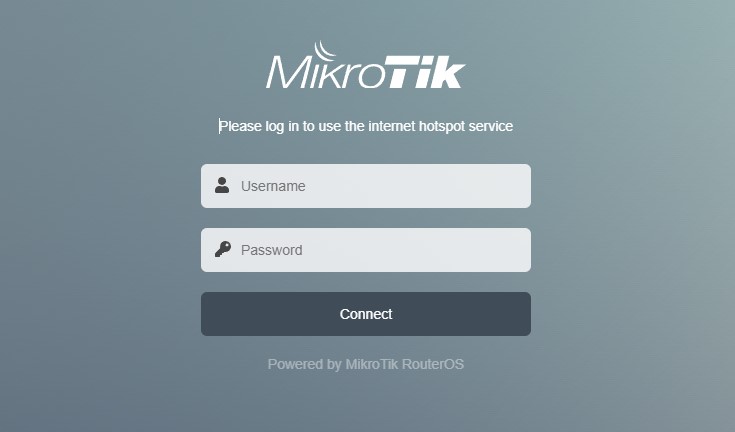 MikroTik
Please log in to use the internet hotspot service
Username
Password
Connect
Powered by MikroTik RouterOS